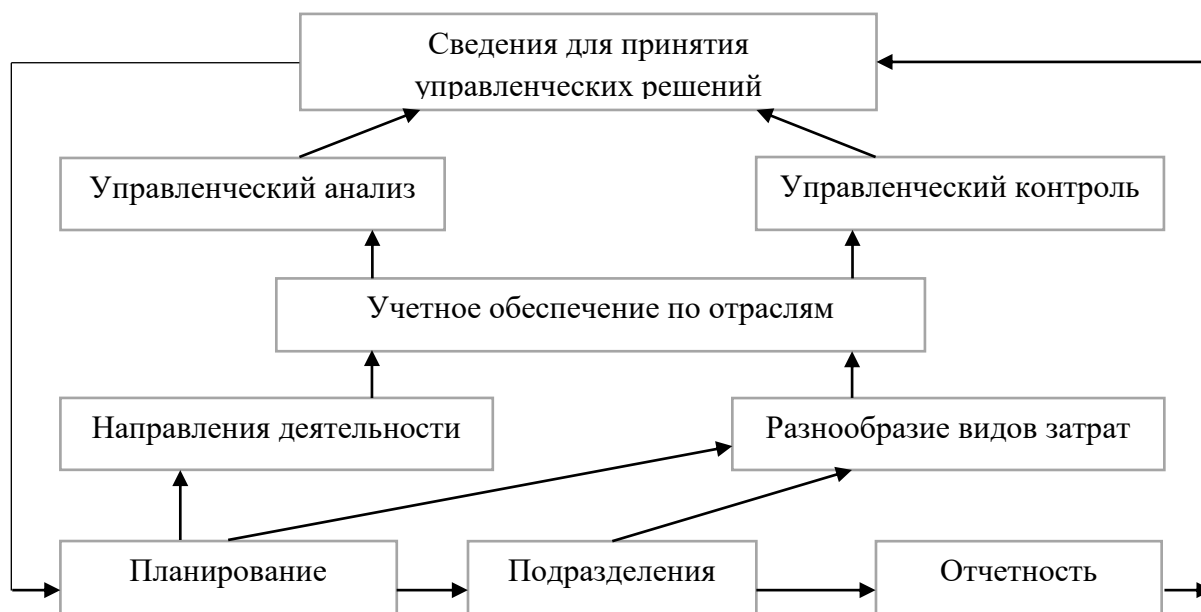 Сведения для принятия
управленческих решений
Управленческий анализ
Управленческий контроль
Учетное обеспечение по отраслям
Направления деятельности
Разнообразие видов затрат
Планирование
Подразделения
Отчетность